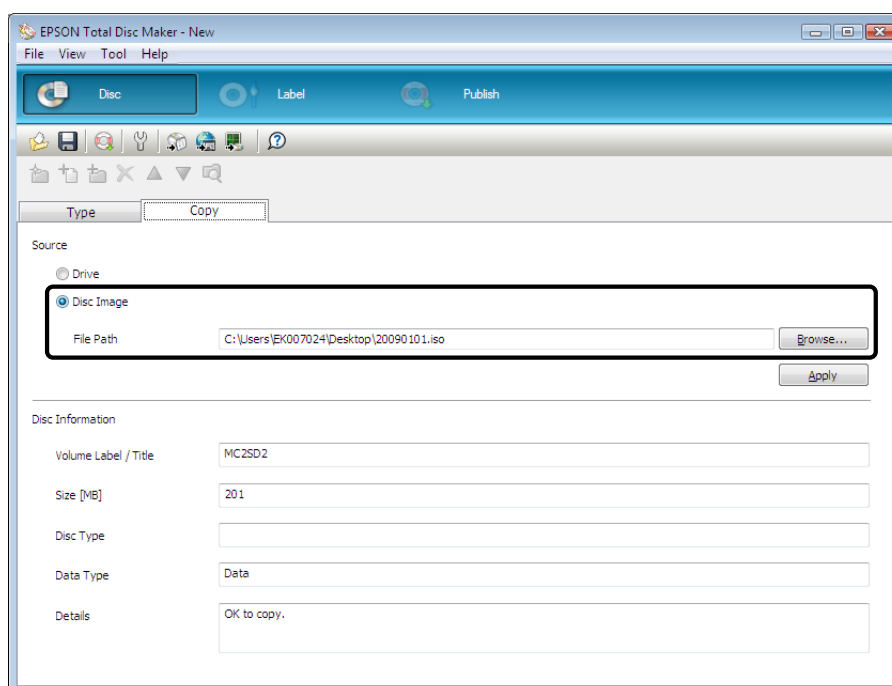 EPSON Total Disc Maker - New
File View Tool Help
Disc Label Publish
Type Copy
Source
Drive
Disc Image
File Path C:\Users\EK007024\Desktop\20090101.iso Browse...
Apply
Disc Information
Volume Label / Title MC2SD2
Size [MB] 201
Disc Type
Data Type Data
Details OK to copy.